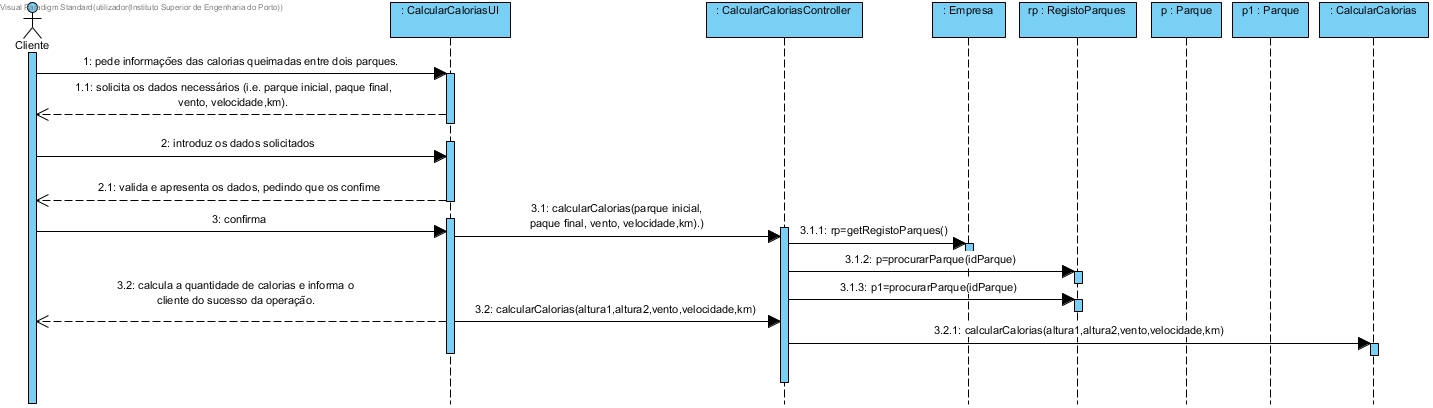 Visual Paradigm Standard(utilizador(Instituto Superior de Engenharia do Porto))
: CalcularCaloriasUI
: CalcularCaloriasController
: Empresa
rp : RegistoParques
p : Parque
p1 : Parque
: CalcularCalorias
Cliente
1: pede informações das calorias queimadas entre dois parques.
1.1: solicita os dados necessários (i.e. parque inicial, paque final,
vento, velocidade,km).
2: introduz os dados solicitados
2.1: valida e apresenta os dados, pedindo que os confime
3: confirma
3.1: calcularCalorias(parque inicial,
paque final, vento, velocidade,km).)
3.1.1: rp=getRegistoParques()
3.1.2: p=procurarParque(idParque)
3.1.3: p1=procurarParque(idParque)
3.2: calcula a quantidade de calorias e informa o
cliente do sucesso da operação.
3.2: calcularCalorias(altura1,altura2,vento,velocidade,km)
3.2.1: calcularCalorias(altura1,altura2,vento,velocidade,km)